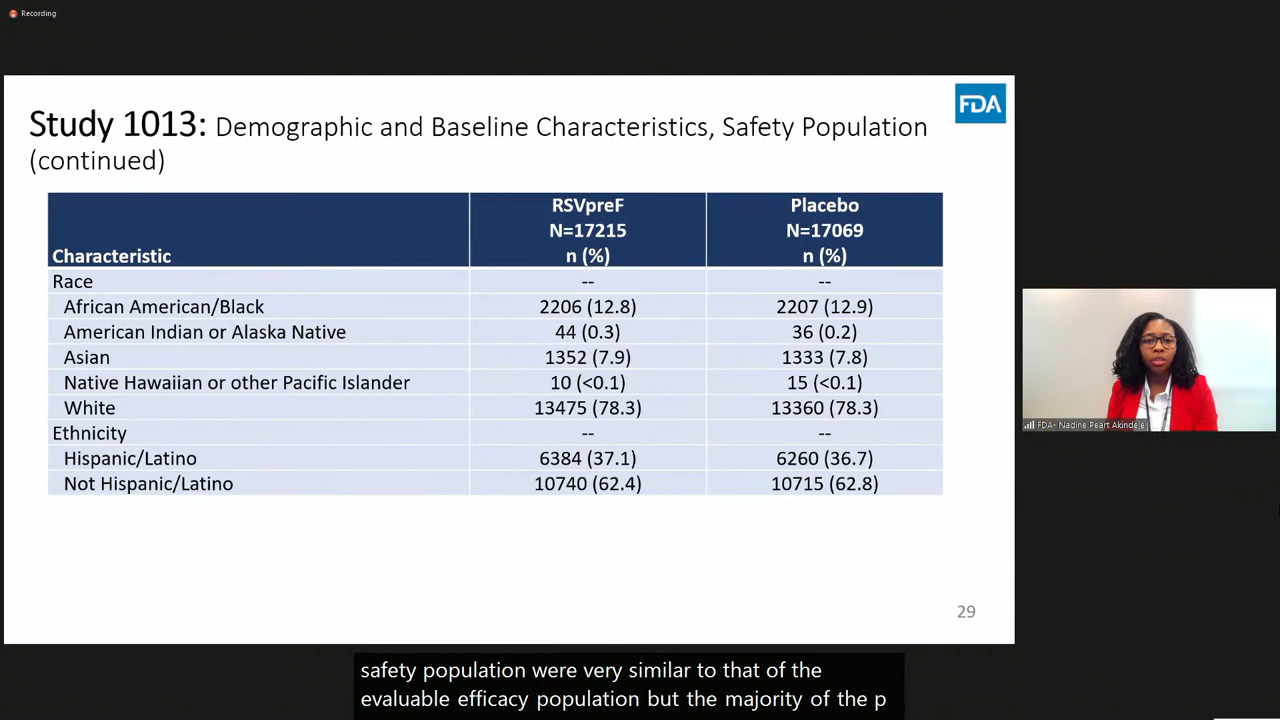 Recording
FDA
Study 1013: Demographic and Baseline Characteristics, Safety Population
(continued)
Characteristic
RSVpreF
N=17215
n (%)
Placebo
N=17069
n (%)
Race -- --
African American/Black 2206 (12.8) 2207 (12.9)
American Indian or Alaska Native 44 (0.3) 36 (0.2)
Asian 1352 (7.9) 1333 (7.8)
Native Hawaiian or other Pacific Islander 10 (<0.1) 15 (<0.1)
White 13475 (78.3) 13360 (78.3)
Ethnicity -- --
Hispanic/Latino 6384 (37.1) 6260 (36.7)
Not Hispanic/Latino 10740 (62.4) 10715 (62.8)
29
FDA- Nadine Peart Akindele
safety population were very similar to that of the
evaluable efficacy population but the majority of the p